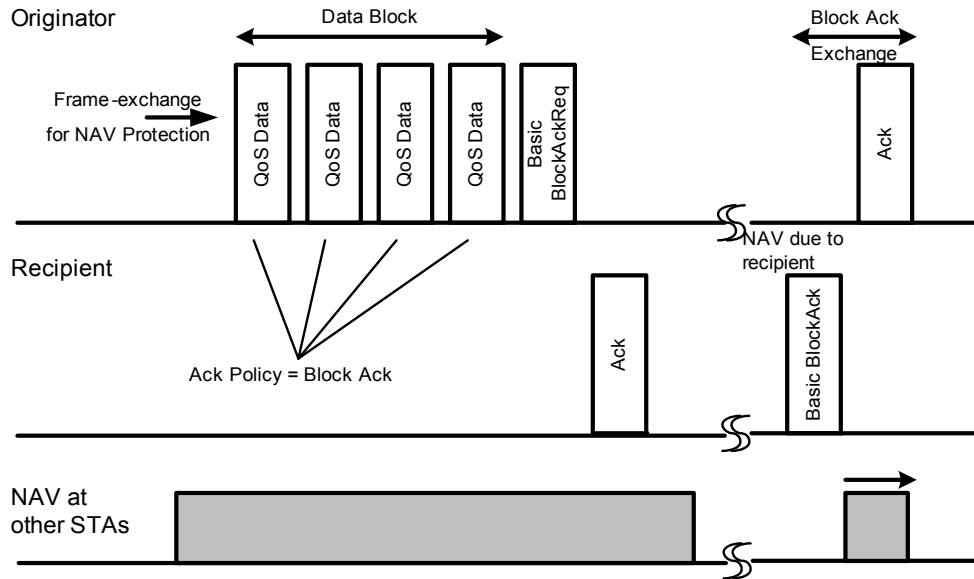 Originator
Data Block
Block Ack
Exchange
Frame-exchange
for NAV Protection
QoS Data
QoS Data
QoS Data
QoS Data
Basic
BlockAckReq
Ack
NAV due to
recipient
Recipient
Ack Policy = Block Ack
Ack
Basic BlockAck
NAV at
other STAs